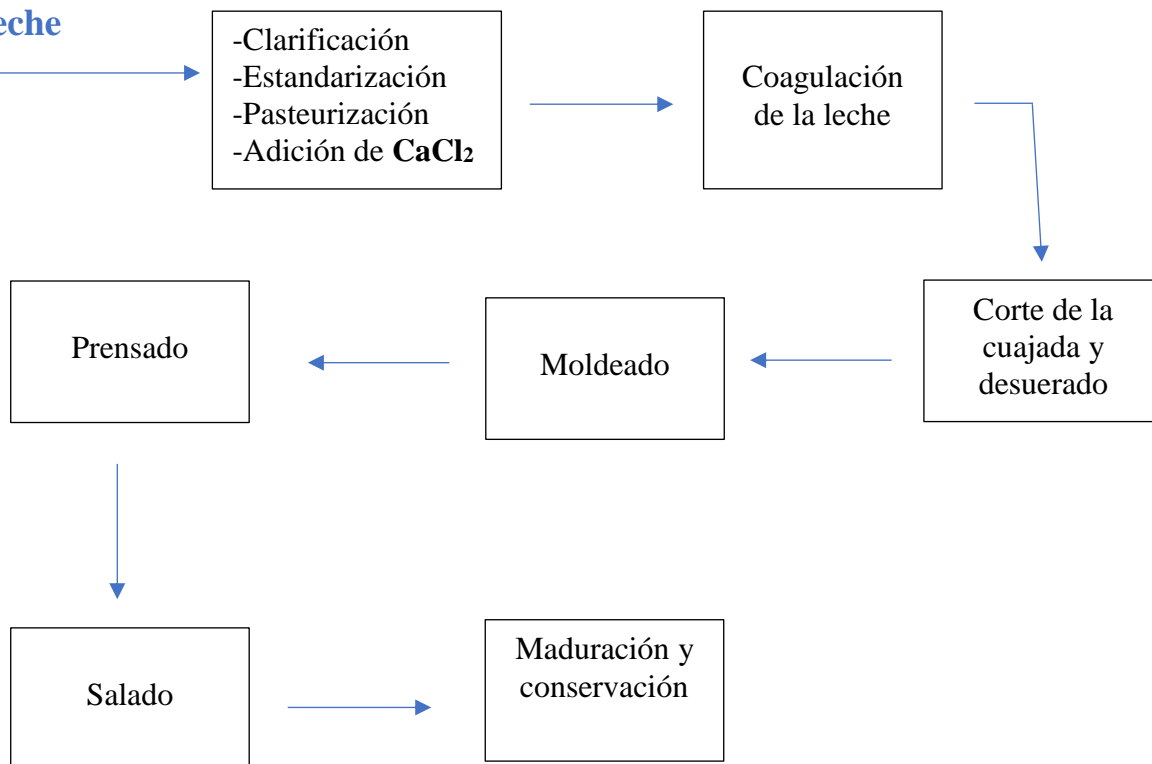 eche
-Clarificación
-Estandarización
-Pasteurización
-Adición de CaCl₂
Coagulación
de la leche
Corte de la
cuajada y
desuerado
Moldeado
Prensado
Salado
Maduración y
conservación